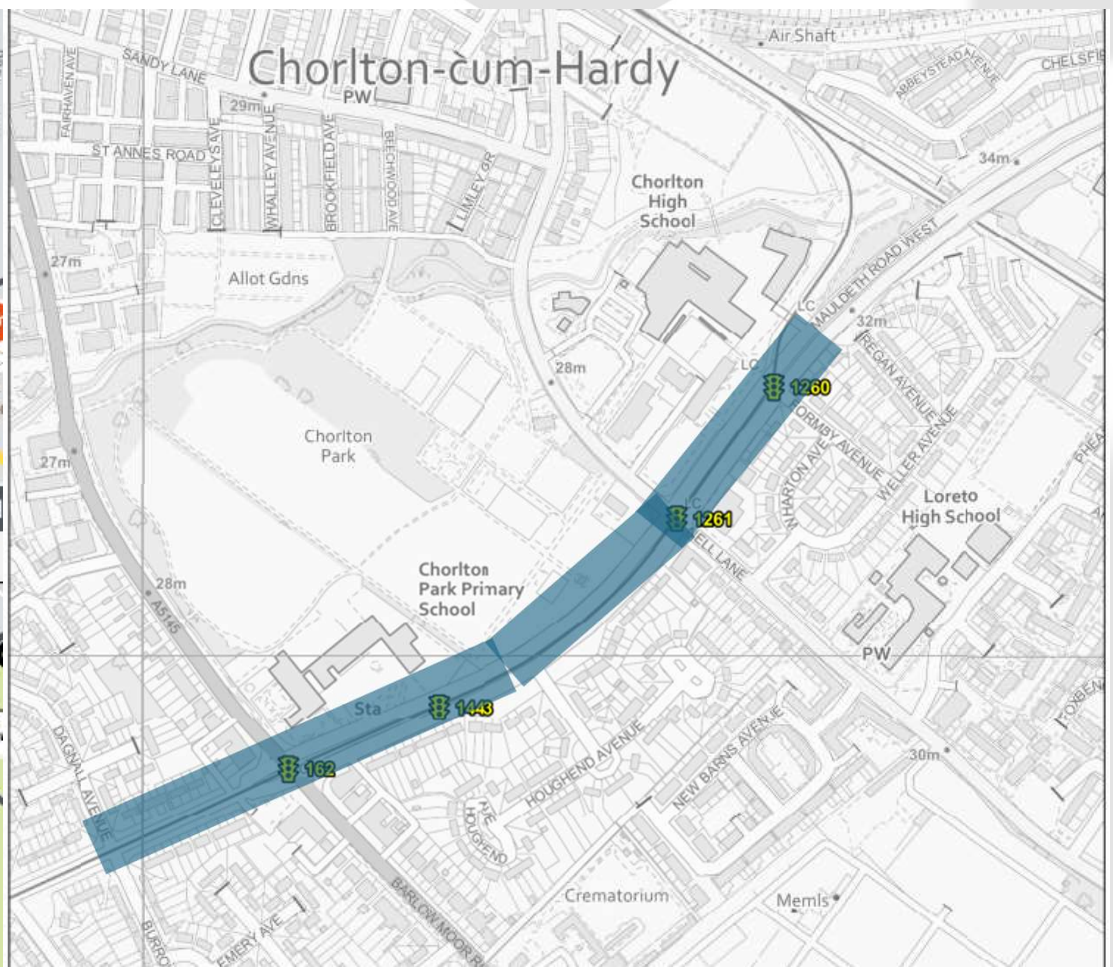 Air Shaft
ABBEYSTEAD AVENUE
CHELSFIE
FAIRHAVEN AVE
SANDY LANE
Chorlton-cum-Hardy
P.W
29m
ST ANNES ROAD
CLEVELEYS AVE
WHALLEY AVENUE
BROOKFIELD AVE
BEECHWOOD AVE
LIMLEY GR
34m
Chorlton
High
School
27m
Allot Gdns
MAULDETH ROAD WEST
LC
32m
LC
28m
REGAN AVENUE
1260
ORMBY AVENUE
WELLER AVENUE
N HARTON AVE
PHEA
Chorlton
Park
27m
Loreto
High School
LC
1261
ELL LANE
Chorlton
Park Primary
School
28m
A5145
PW
Sta
1443
FOXBEN
DAGNALL AVENUE
162
HOUGHEND AVENUE
NEW BARNS AVENUE
30m
HOUGHEND
AVE
Crematorium
Memls
BARLOW MOOR R
BURRO
EMERY AVE